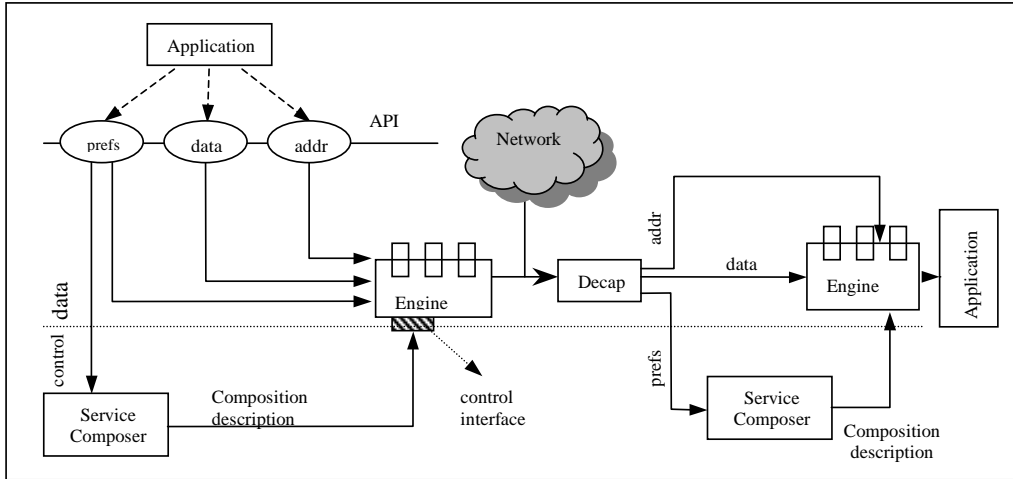 Application
API
prefs
data
addr
Network
addr
data
Engine
Decap
Engine
Application
data
control
prefs
Service
Composer
Composition
description
control
interface
Service
Composer
Composition
description